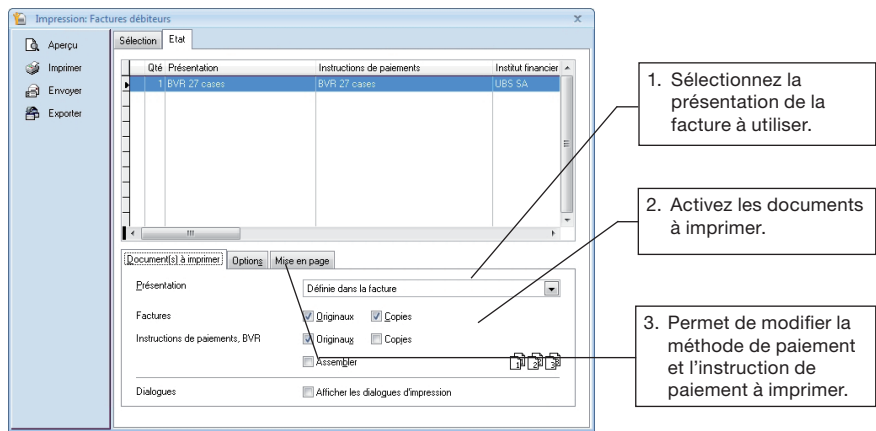 Impression: Factures débiteurs
x
Aperçu
Imprimer
Envoyer
Exporter
Sélection Etat
Qté Présentation Instructions de paiements Institut financier
1 BVR 27 cases BVR 27 cases UBS SA
Document(s) à imprimer Options Mise en page
Présentation Définie dans la facture
Factures Originaux Copies
Instructions de paiements, BVR Originaux Copies
Assembler 1 2 3
Dialogues Afficher les dialogues d'impression
1. Sélectionnez la
présentation de la
facture à utiliser.
2. Activez les documents
à imprimer.
3. Permet de modifier la
méthode de paiement
et l’instruction de
paiement à imprimer.